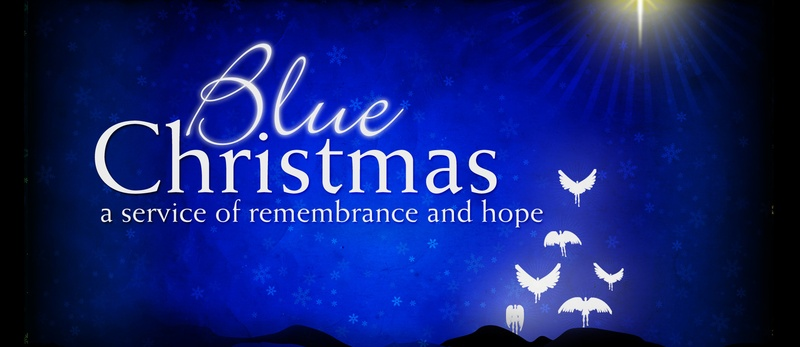 Blue
Christmas
a service of remembrance and hope